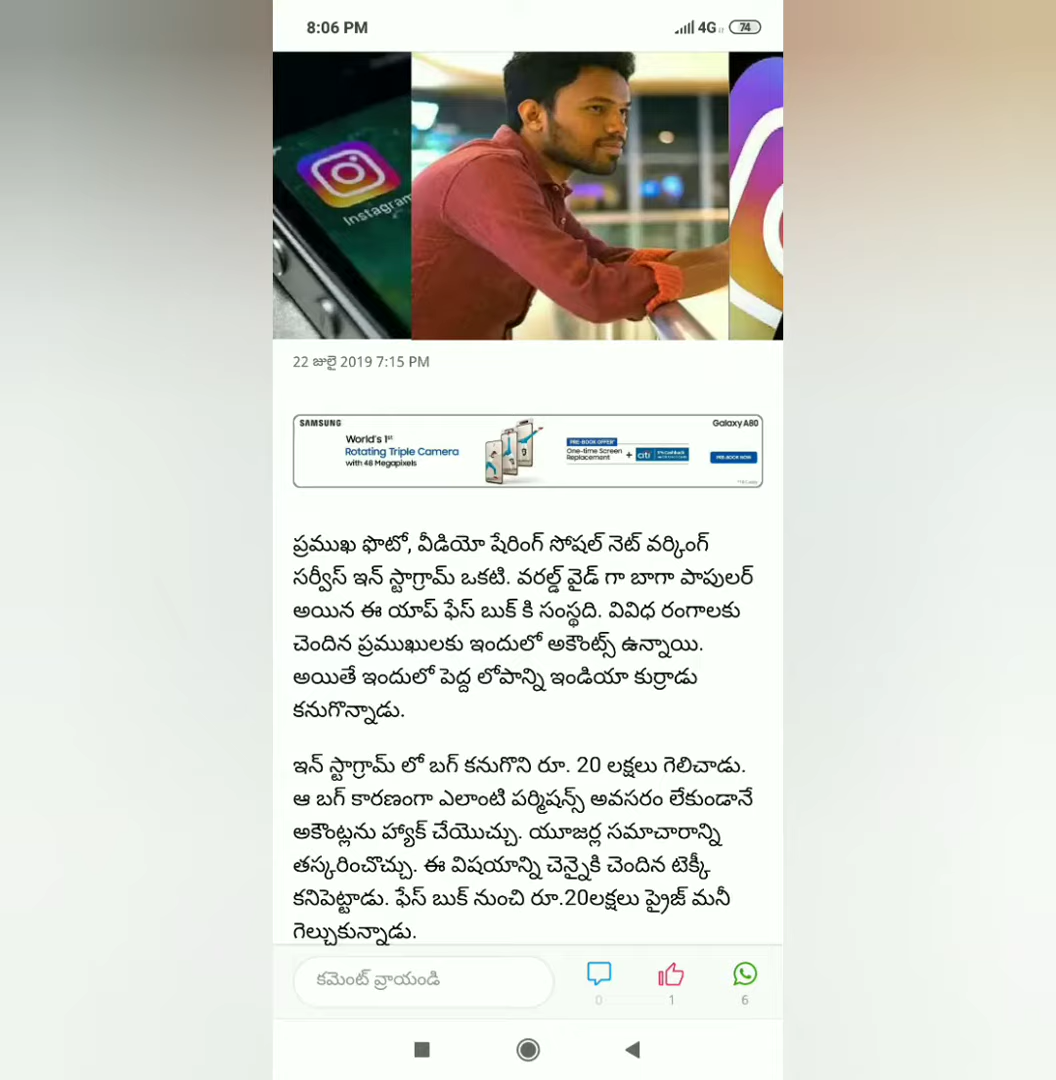 8:06 PM
4G
74
Instagram
22 జులై 2019 7:15 PM
SAMSUNG
Galaxy A80
World's 1st
Rotating Triple Camera
with 48 Megapixels
PRE-BOOK OFFER*
One-time Screen
Replacement
+
citi
PRE-BOOK NOW
ప్రముఖ ఫొటో, వీడియో షేరింగ్ సోషల్ నెట్ వర్కింగ్
సర్వీస్ ఇన్ స్టాగ్రామ్ ఒకటి. వరల్డ్ వైడ్ గా బాగా పాపులర్
అయిన ఈ యాప్ ఫేస్ బుక్ కి సంస్థది. వివిధ రంగాలకు
చెందిన ప్రముఖులకు ఇందులో అకౌంట్స్ ఉన్నాయి.
అయితే ఇందులో పెద్ద లోపాన్ని ఇండియా కుర్రాడు
కనుగొన్నాడు.
ఇన్ స్టాగ్రామ్ లో బగ్ కనుగొని రూ. 20 లక్షలు గెలిచాడు.
ఆ బగ్ కారణంగా ఎలాంటి పర్మిషన్స్ అవసరం లేకుండానే
అకౌంట్లను హ్యాక్ చేయొచ్చు. యూజర్ల సమాచారాన్ని
తస్కరించొచ్చు. ఈ విషయాన్ని చెన్నైకి చెందిన టెక్కీ
కనిపెట్టాడు. ఫేస్ బుక్ నుంచి రూ.20లక్షలు ప్రైజ్ మనీ
గెల్చుకున్నాడు.
కమెంట్ వ్రాయండి
0
1
6